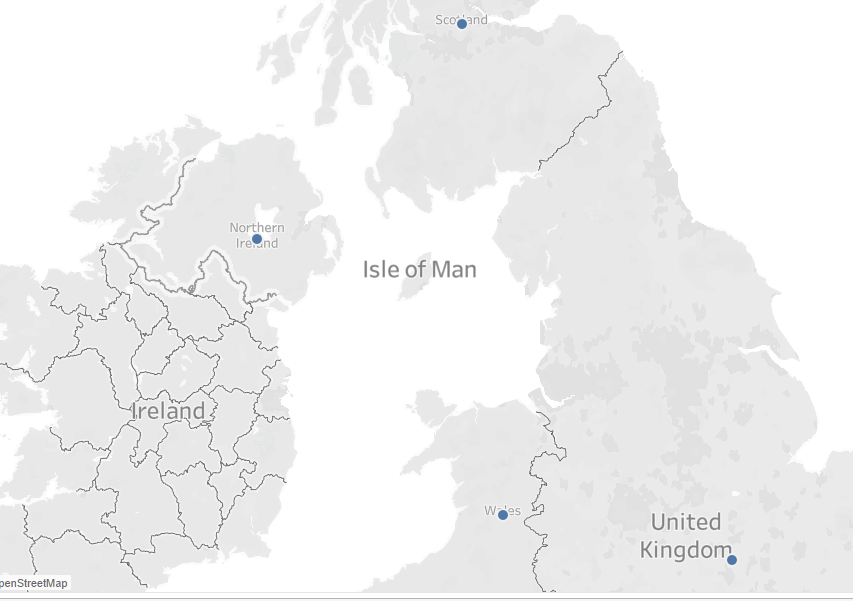 Scotland
Northern
Ireland
Isle of Man
Ireland
Wales
United
Kingdom
penStreetMap